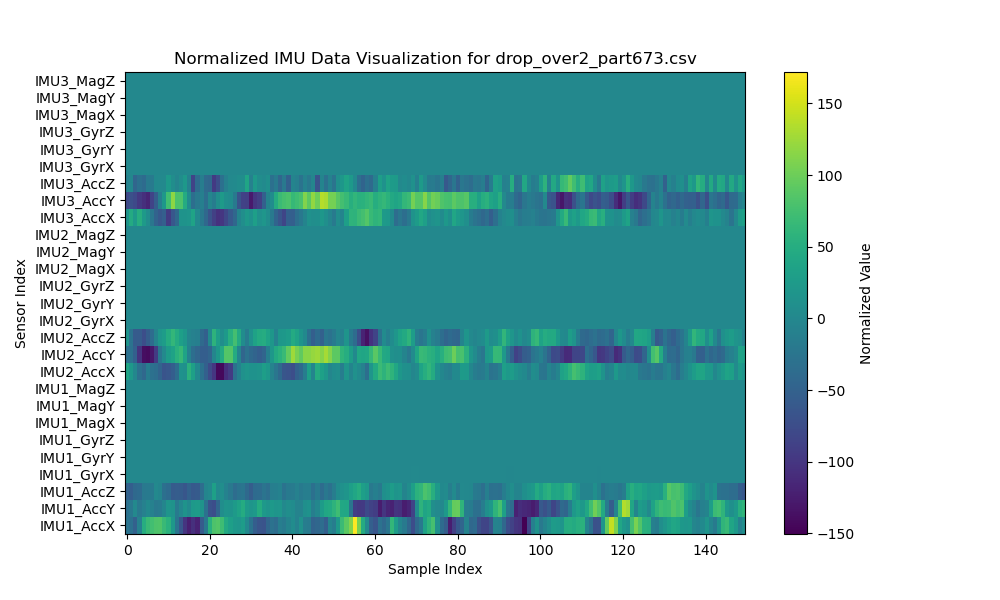 Normalized IMU Data Visualization for drop_over2_part673.csv
IMU3_MagZ
IMU3_MagY
IMU3_MagX
IMU3_GyrZ
IMU3_GyrY
IMU3_GyrX
IMU3_AccZ
IMU3_AccY
IMU3_AccX
IMU2_MagZ
IMU2_MagY
IMU2_MagX
IMU2_GyrZ
IMU2_GyrY
IMU2_GyrX
IMU2_AccZ
IMU2_AccY
IMU2_AccX
IMU1_MagZ
IMU1_MagY
IMU1_MagX
IMU1_GyrZ
IMU1_GyrY
IMU1_GyrX
IMU1_AccZ
IMU1_AccY
IMU1_AccX
Sensor Index
0 20 40 60 80 100 120 140
Sample Index
150
100
50
0
−50
−100
−150
Normalized Value